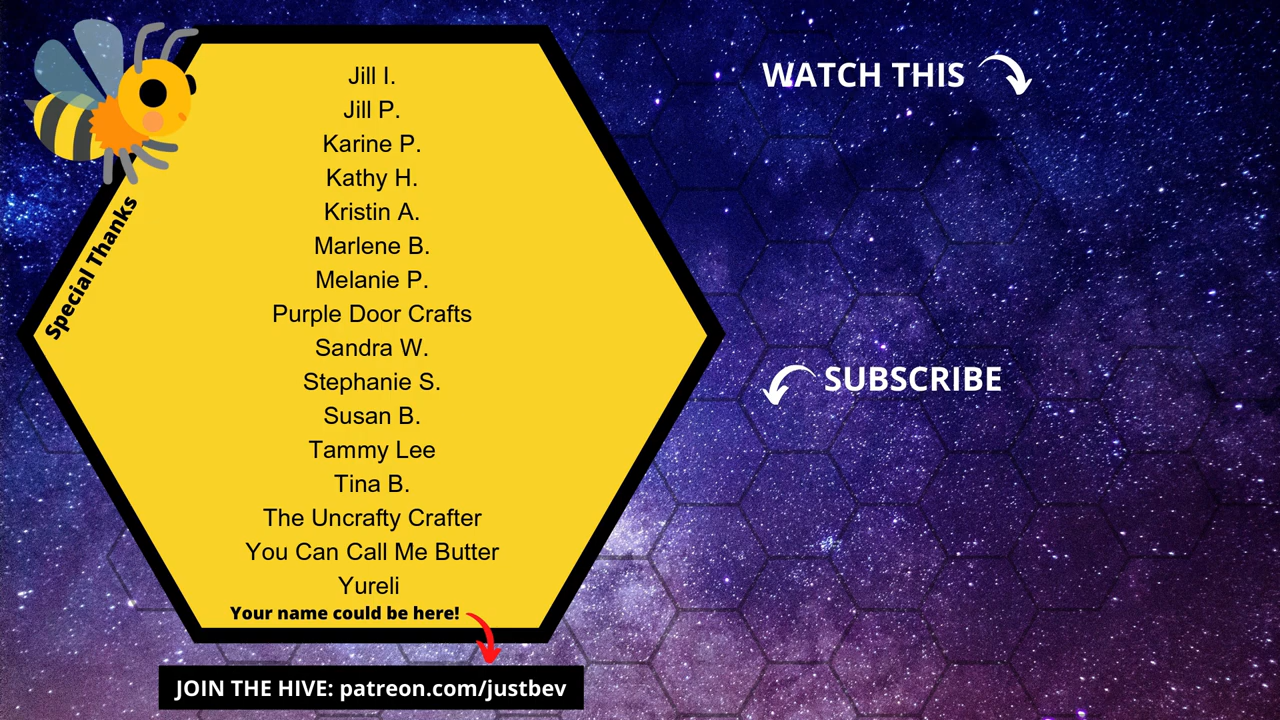 Special Thanks
Jill I.
Jill P.
Karine P.
Kathy H.
Kristin A.
Marlene B.
Melanie P.
Purple Door Crafts
Sandra W.
Stephanie S.
Susan B.
Tammy Lee
Tina B.
The Uncrafty Crafter
You Can Call Me Butter
Yureli
Your name could be here!
JOIN THE HIVE: patreon.com/justbev
WATCH THIS
SUBSCRIBE